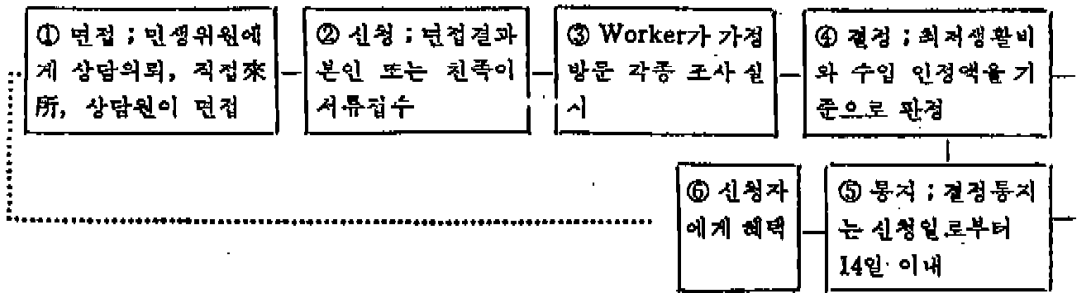 ① 면접 ; 민생위원에
게 상담의뢰, 직접來
所, 상담원이 면접
② 신청 ; 면접결과
본인 또는 친족이
서류접수
③ Worker가 가정
방문 각종 조사 실
시
④ 결정 ; 최저생활비
와 수입 인정액을 기
준으로 판정
⑤ 통지 ; 결정통지
는 신청일로부터
14일 이내
⑥ 신청자
에게 혜택